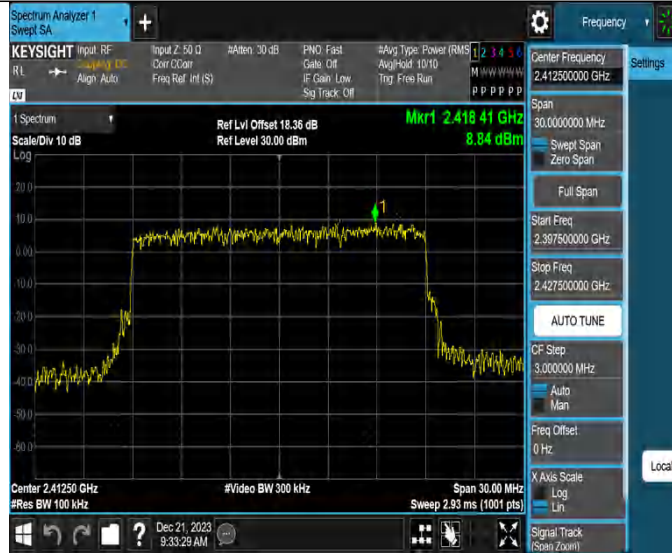 Spectrum Analyzer 1
Swept SA
+
Frequency
KEYSIGHT
Input: RF
Input Z: 50 Ω
#Atten: 30 dB
PNO: Fast
#Avg Type: Power (RMS
1 2 3 4 5 6
RL
Coupling: DC
Corr CCorr
Gate: Off
Avg|Hold: 10/10
M W W W W W
Align: Auto
Freq Ref: Int (S)
IF Gain: Low
Trig: Free Run
Sig Track: Off
P P P P P P
LXI
1 Spectrum
Scale/Div 10 dB
Log
Ref Lvl Offset 18.36 dB
Ref Level 30.00 dBm
Mkr1 2.418 41 GHz
8.84 dBm
1
20.0
10.0
0.00
-10.0
-20.0
-30.0
-40.0
-50.0
-60.0
Center 2.41250 GHz
#Res BW 100 kHz
#Video BW 300 kHz
Span 30.00 MHz
Sweep 2.93 ms (1001 pts)
?
Dec 21, 2023
9:33:29 AM
Center Frequency
2.412500000 GHz
Settings
Span
30.0000000 MHz
Swept Span
Zero Span
Full Span
Start Freq
2.397500000 GHz
Stop Freq
2.427500000 GHz
AUTO TUNE
CF Step
3.000000 MHz
Auto
Man
Freq Offset
0 Hz
X Axis Scale
Log
Lin
Local
Signal Track
(Span Zoom)